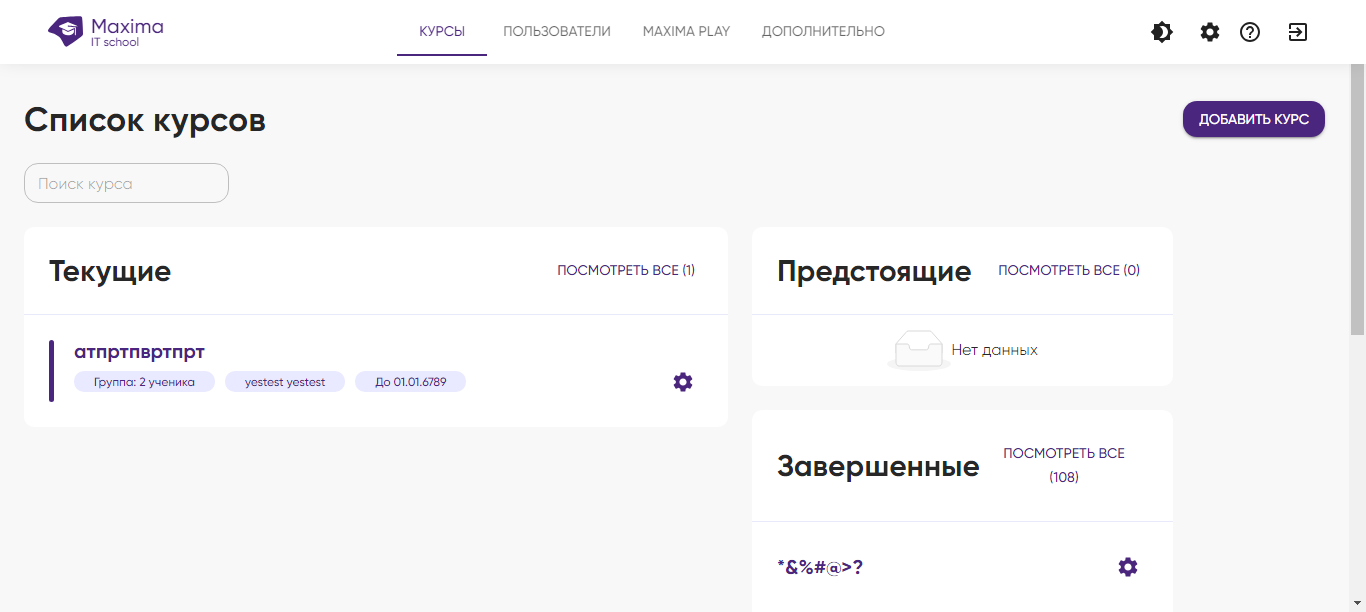 Maxima
IT school
КУРСЫ ПОЛЬЗОВАТЕЛИ MAXIMA PLAY ДОПОЛНИТЕЛЬНО
Список курсов
ДОБАВИТЬ КУРС
Поиск курса
Текущие
ПОСМОТРЕТЬ ВСЕ (1)
атпртпвртпрт
Группа: 2 ученика yestest yestest До 01.01.6789
Предстоящие
ПОСМОТРЕТЬ ВСЕ (0)
Нет данных
Завершенные
ПОСМОТРЕТЬ ВСЕ
(108)
*&%#@>?